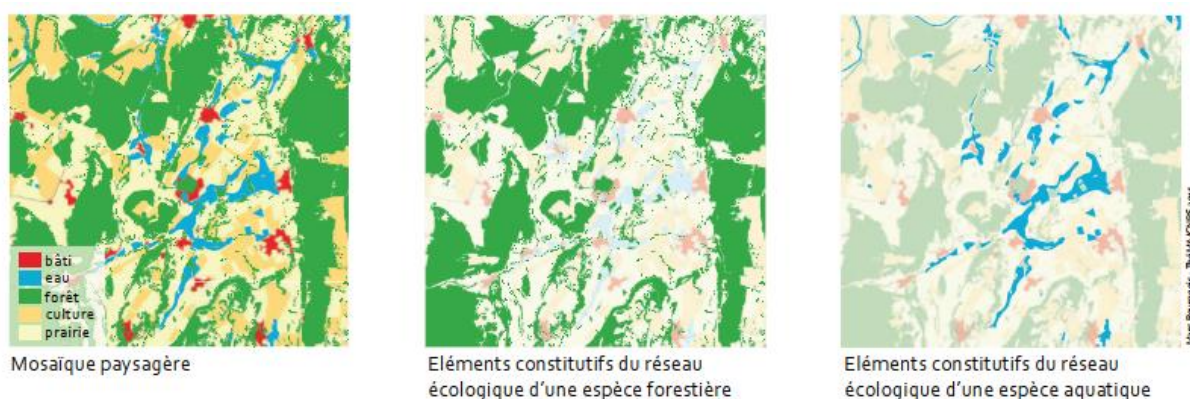 bâti
eau
forêt
culture
prairie
Mosaïque paysagère
Eléments constitutifs du réseau
écologique d'une espèce forestière
Eléments constitutifs du réseau
écologique d'une espèce aquatique